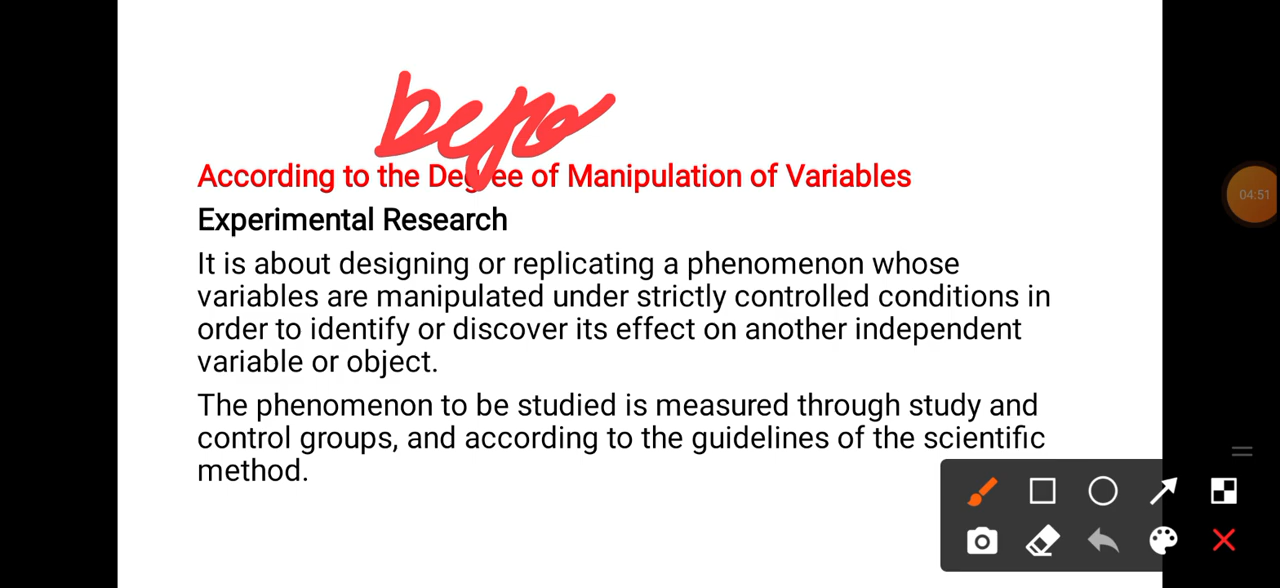 According to the Degree of Manipulation of Variables
Experimental Research
It is about designing or replicating a phenomenon whose
variables are manipulated under strictly controlled conditions in
order to identify or discover its effect on another independent
variable or object.
The phenomenon to be studied is measured through study and
control groups, and according to the guidelines of the scientific
method.
04:51